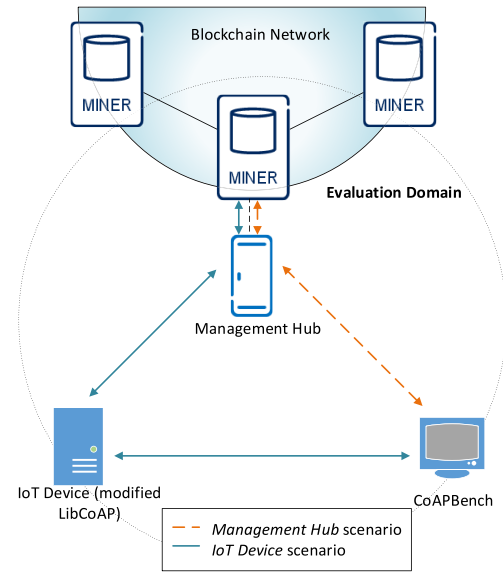 Blockchain Network
MINER
MINER
MINER
Evaluation Domain
Management Hub
IoT Device (modified
LibCoAP)
CoAPBench
Management Hub scenario
IoT Device scenario